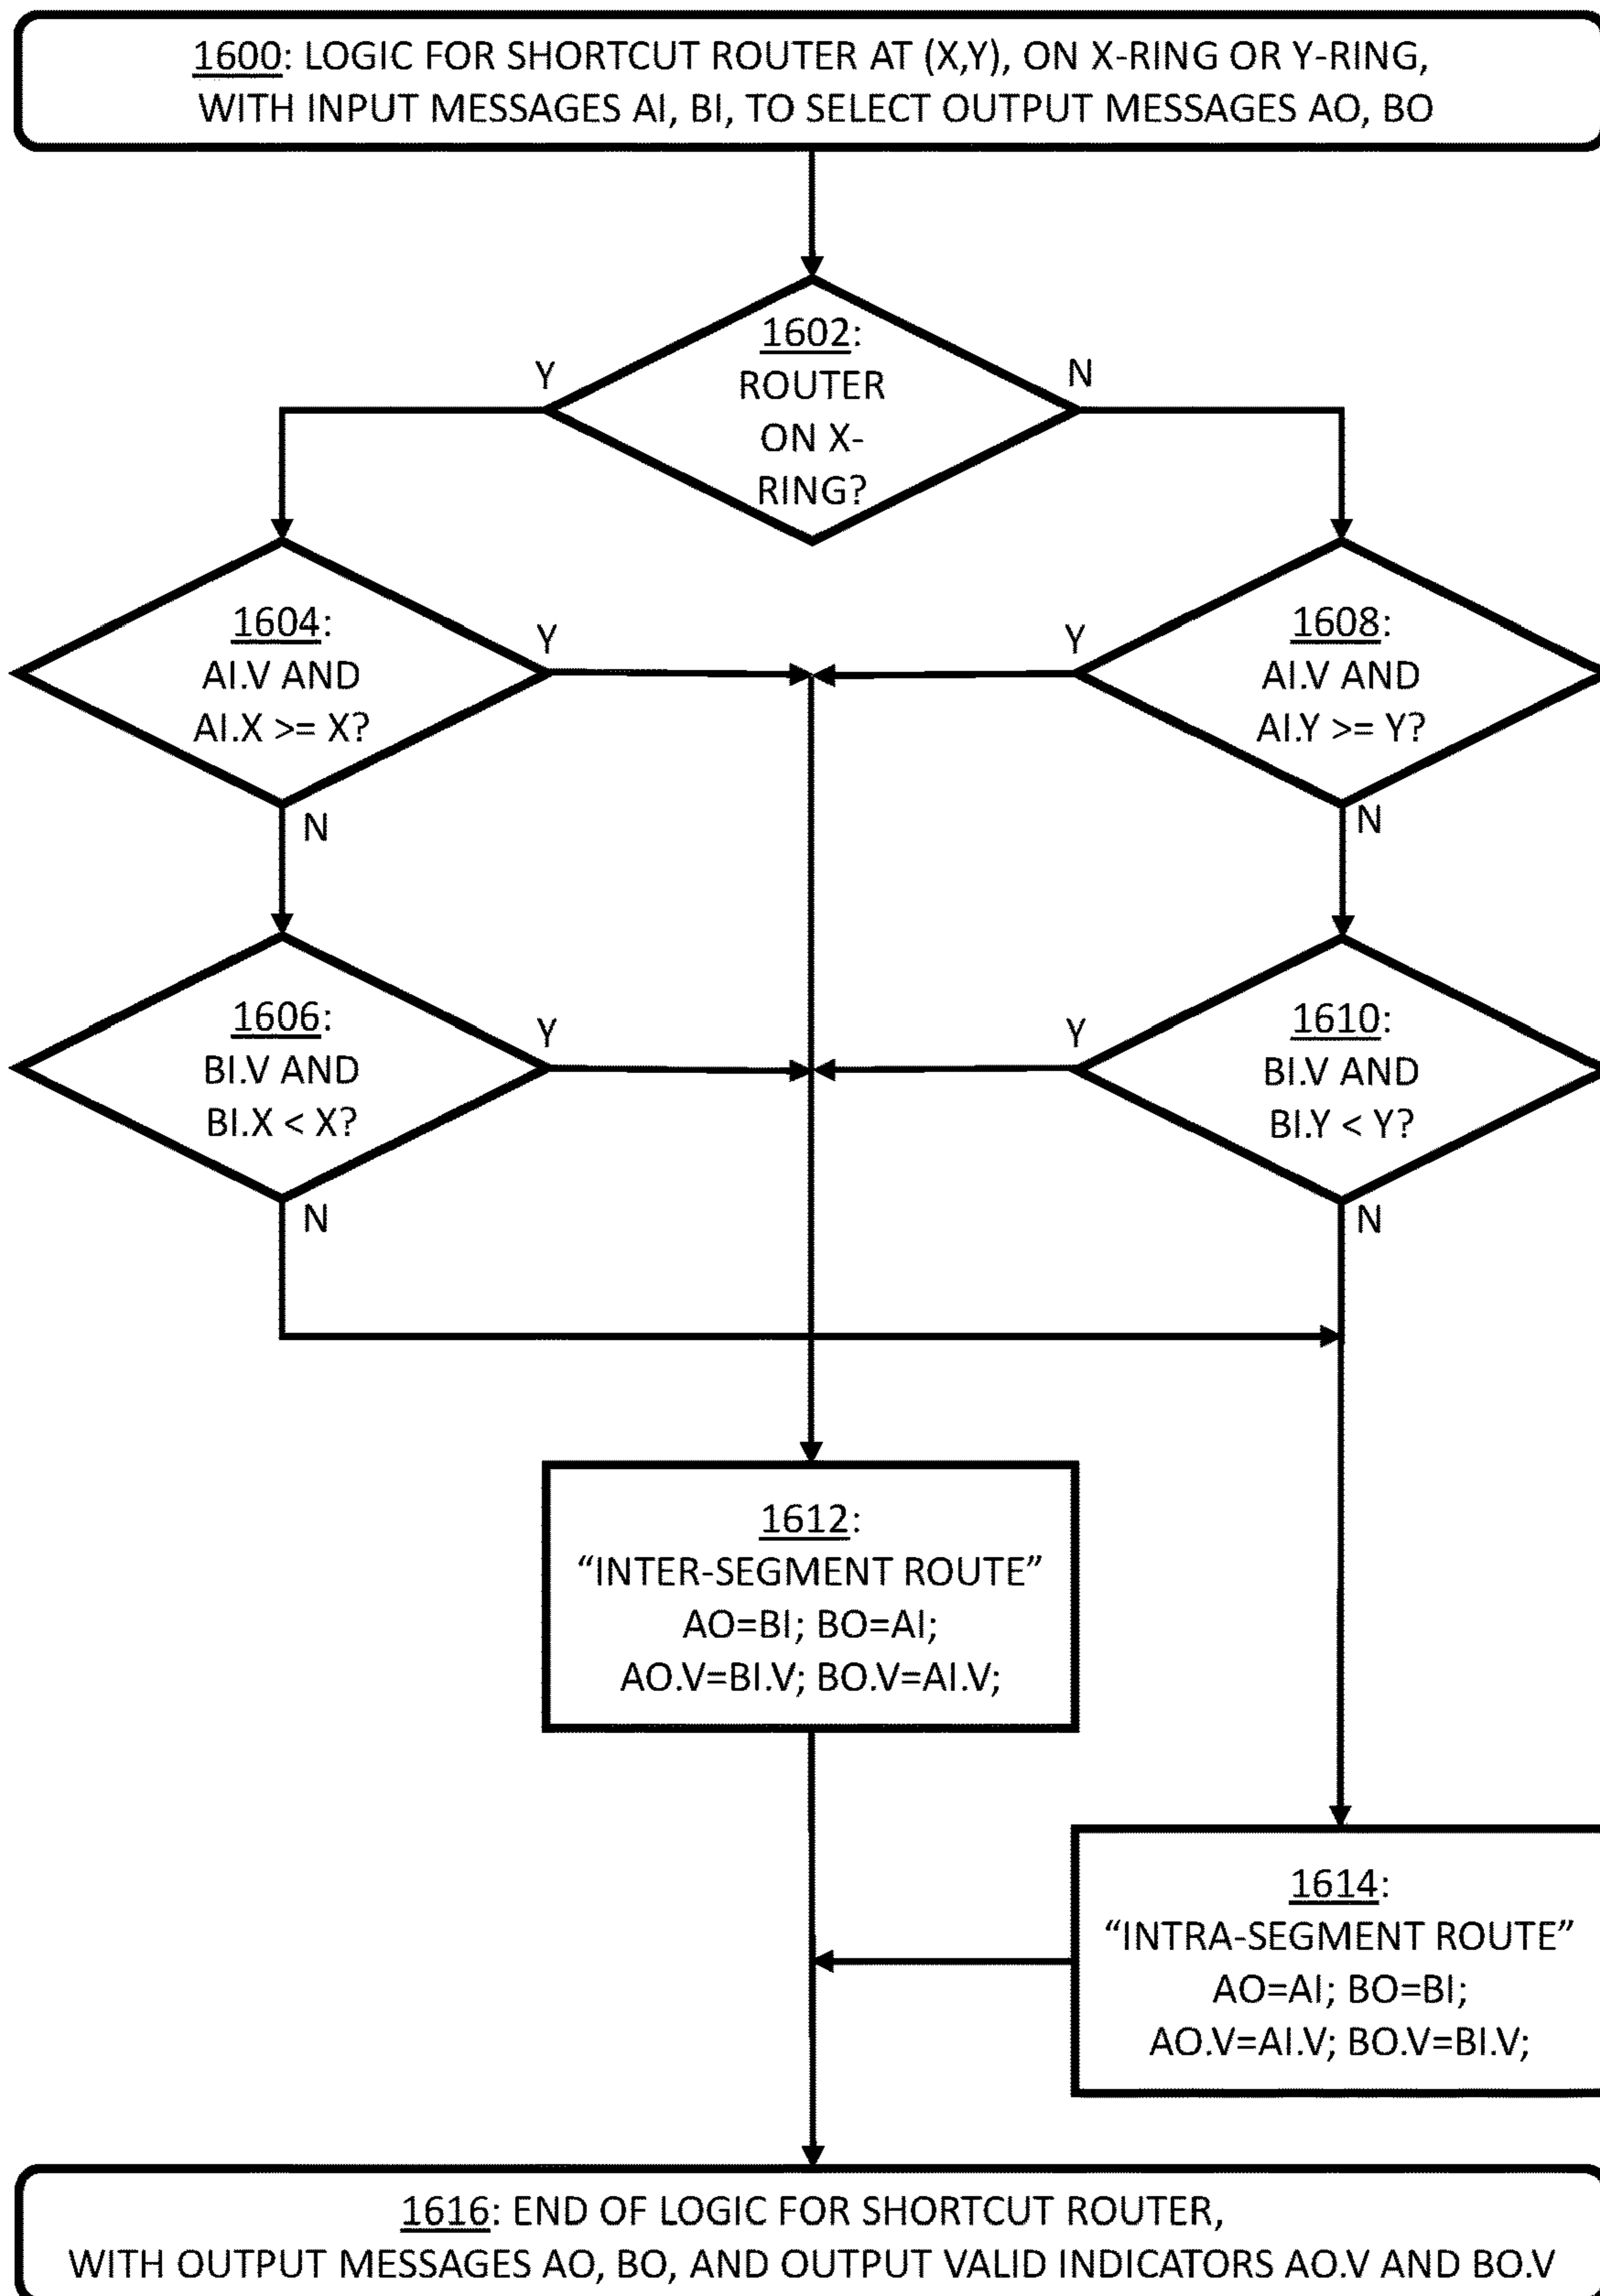 1600: LOGIC FOR SHORTCUT ROUTER AT (X,Y), ON X-RING OR Y-RING,
WITH INPUT MESSAGES AI, BI, TO SELECT OUTPUT MESSAGES AO, BO
1602:
ROUTER
ON X-
RING?
Y
N
1604:
AI.V AND
AI.X >= X?
Y
N
1608:
AI.V AND
AI.Y >= Y?
Y
N
1606:
BI.V AND
BI.X < X?
Y
N
1610:
BI.V AND
BI.Y < Y?
Y
N
1612:
“INTER-SEGMENT ROUTE”
AO=BI; BO=AI;
AO.V=BI.V; BO.V=AI.V;
1614:
“INTRA-SEGMENT ROUTE”
AO=AI; BO=BI;
AO.V=AI.V; BO.V=BI.V;
1616: END OF LOGIC FOR SHORTCUT ROUTER,
WITH OUTPUT MESSAGES AO, BO, AND OUTPUT VALID INDICATORS AO.V AND BO.V